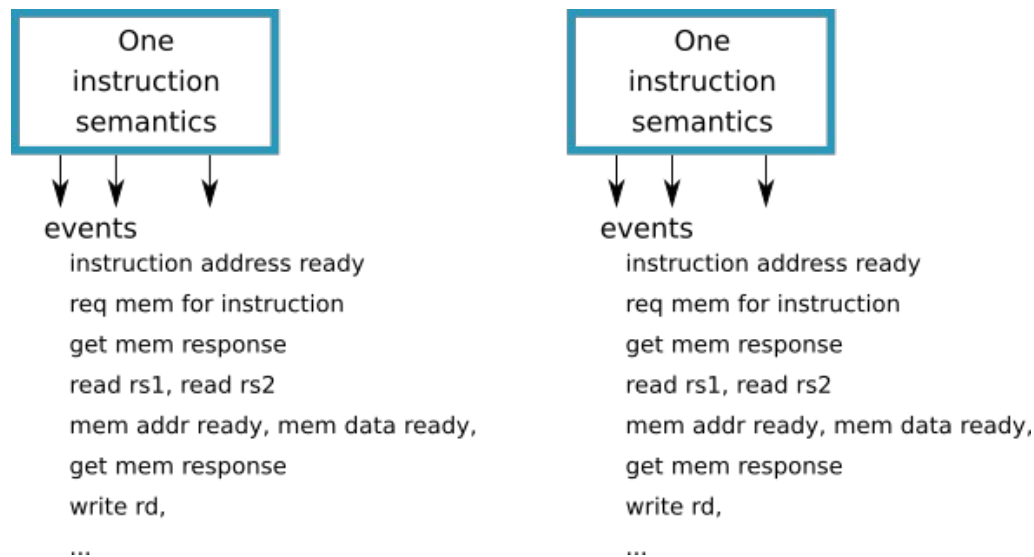 One
instruction
semantics
events
instruction address ready
req mem for instruction
get mem response
read rs1, read rs2
mem addr ready, mem data ready,
get mem response
write rd,
...
One
instruction
semantics
events
instruction address ready
req mem for instruction
get mem response
read rs1, read rs2
mem addr ready, mem data ready,
get mem response
write rd,
...